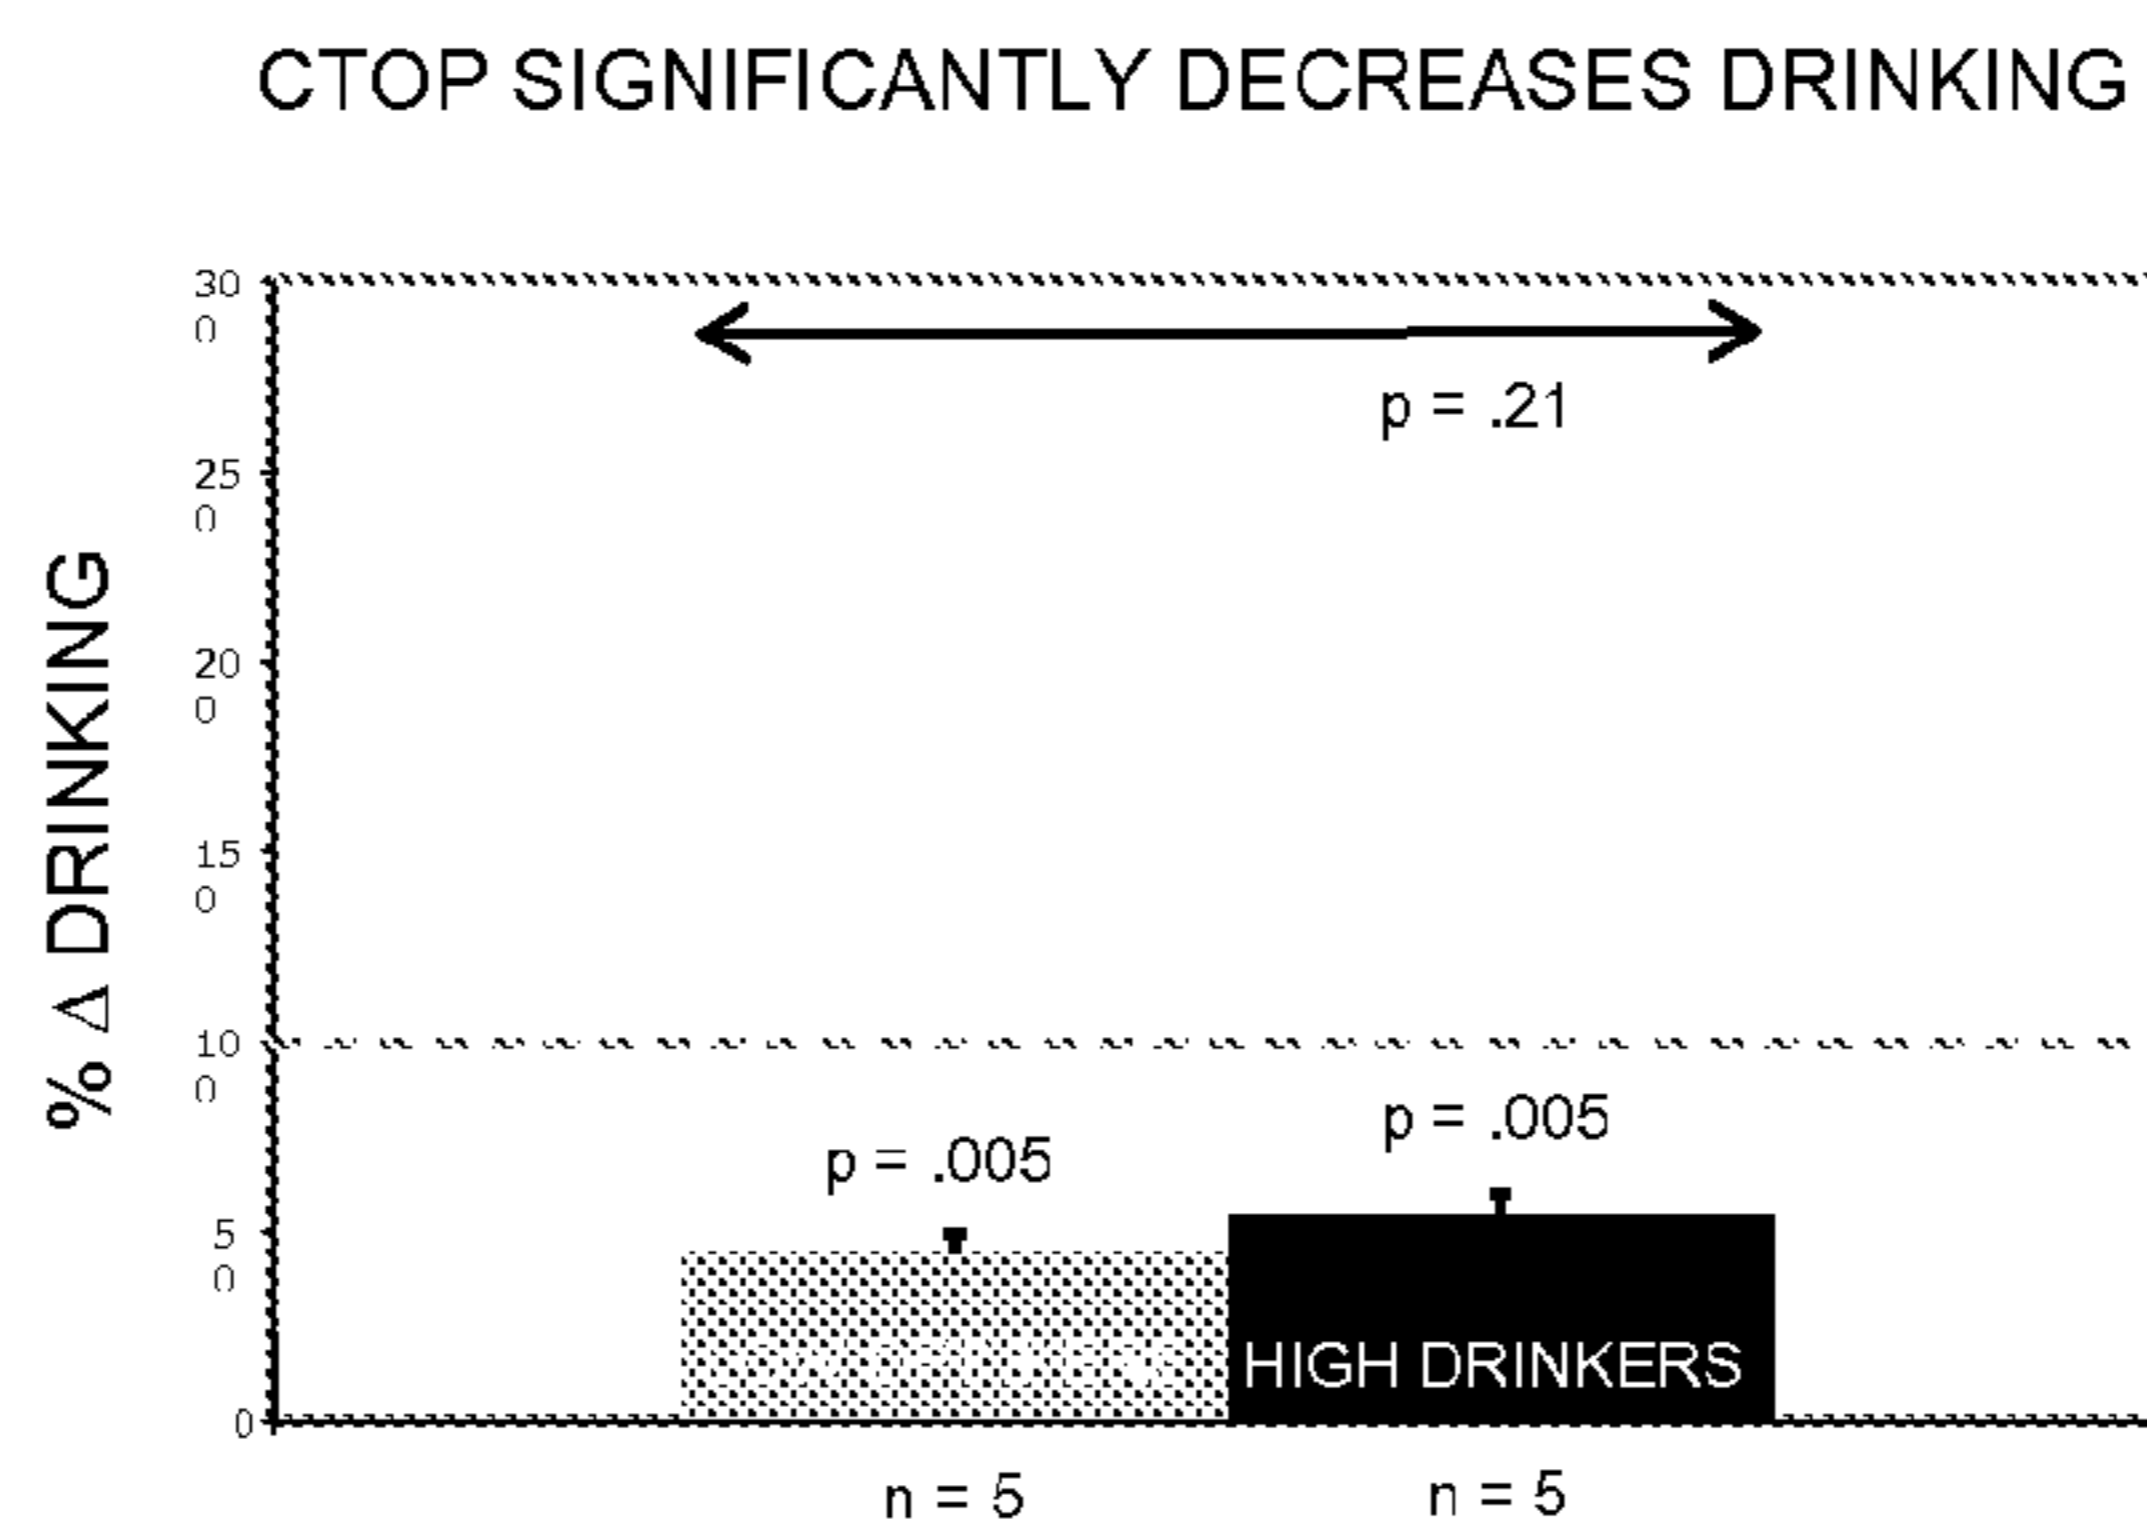 CTOP SIGNIFICANTLY DECREASES DRINKING
30
0
p = .21
25
0
20
0
15
0
10
0
5
0
0
% Δ DRINKING
p = .005
p = .005
HIGH DRINKERS
n = 5
n = 5